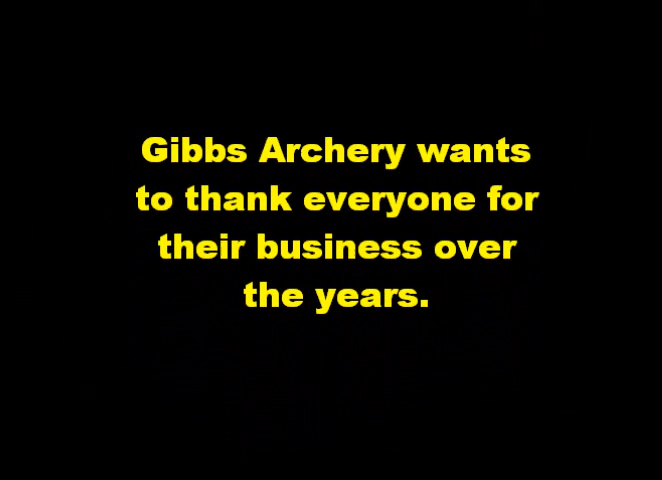 Gibbs Archery wants
to thank everyone for
their business over
the years.